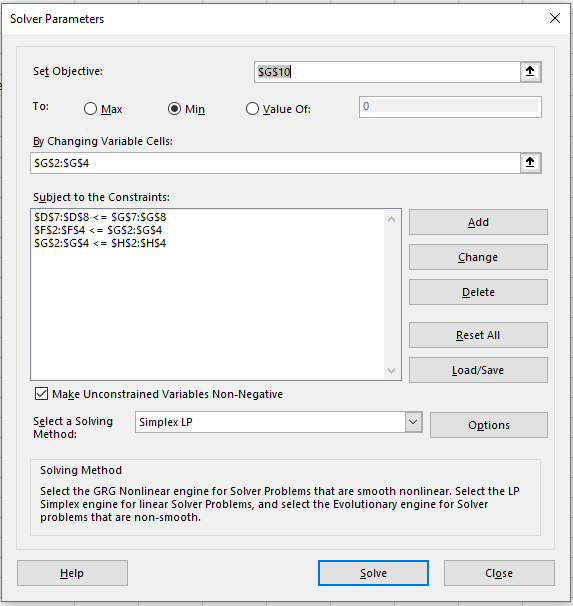 Solver Parameters
Set Objective:
$G$10
To:
Max
Min
Value Of:
0
By Changing Variable Cells:
$G$2:$G$4
Subject to the Constraints:
$D$7:$D$8 <= $G$7:$G$8
$F$2:$F$4 <= $G$2:$G$4
$G$2:$G$4 <= $H$2:$H$4
Add
Change
Delete
Reset All
Load/Save
Make Unconstrained Variables Non-Negative
Select a Solving
Method:
Simplex LP
Options
Solving Method
Select the GRG Nonlinear engine for Solver Problems that are smooth nonlinear. Select the LP
Simplex engine for linear Solver Problems, and select the Evolutionary engine for Solver
problems that are non-smooth.
Help
Solve
Close